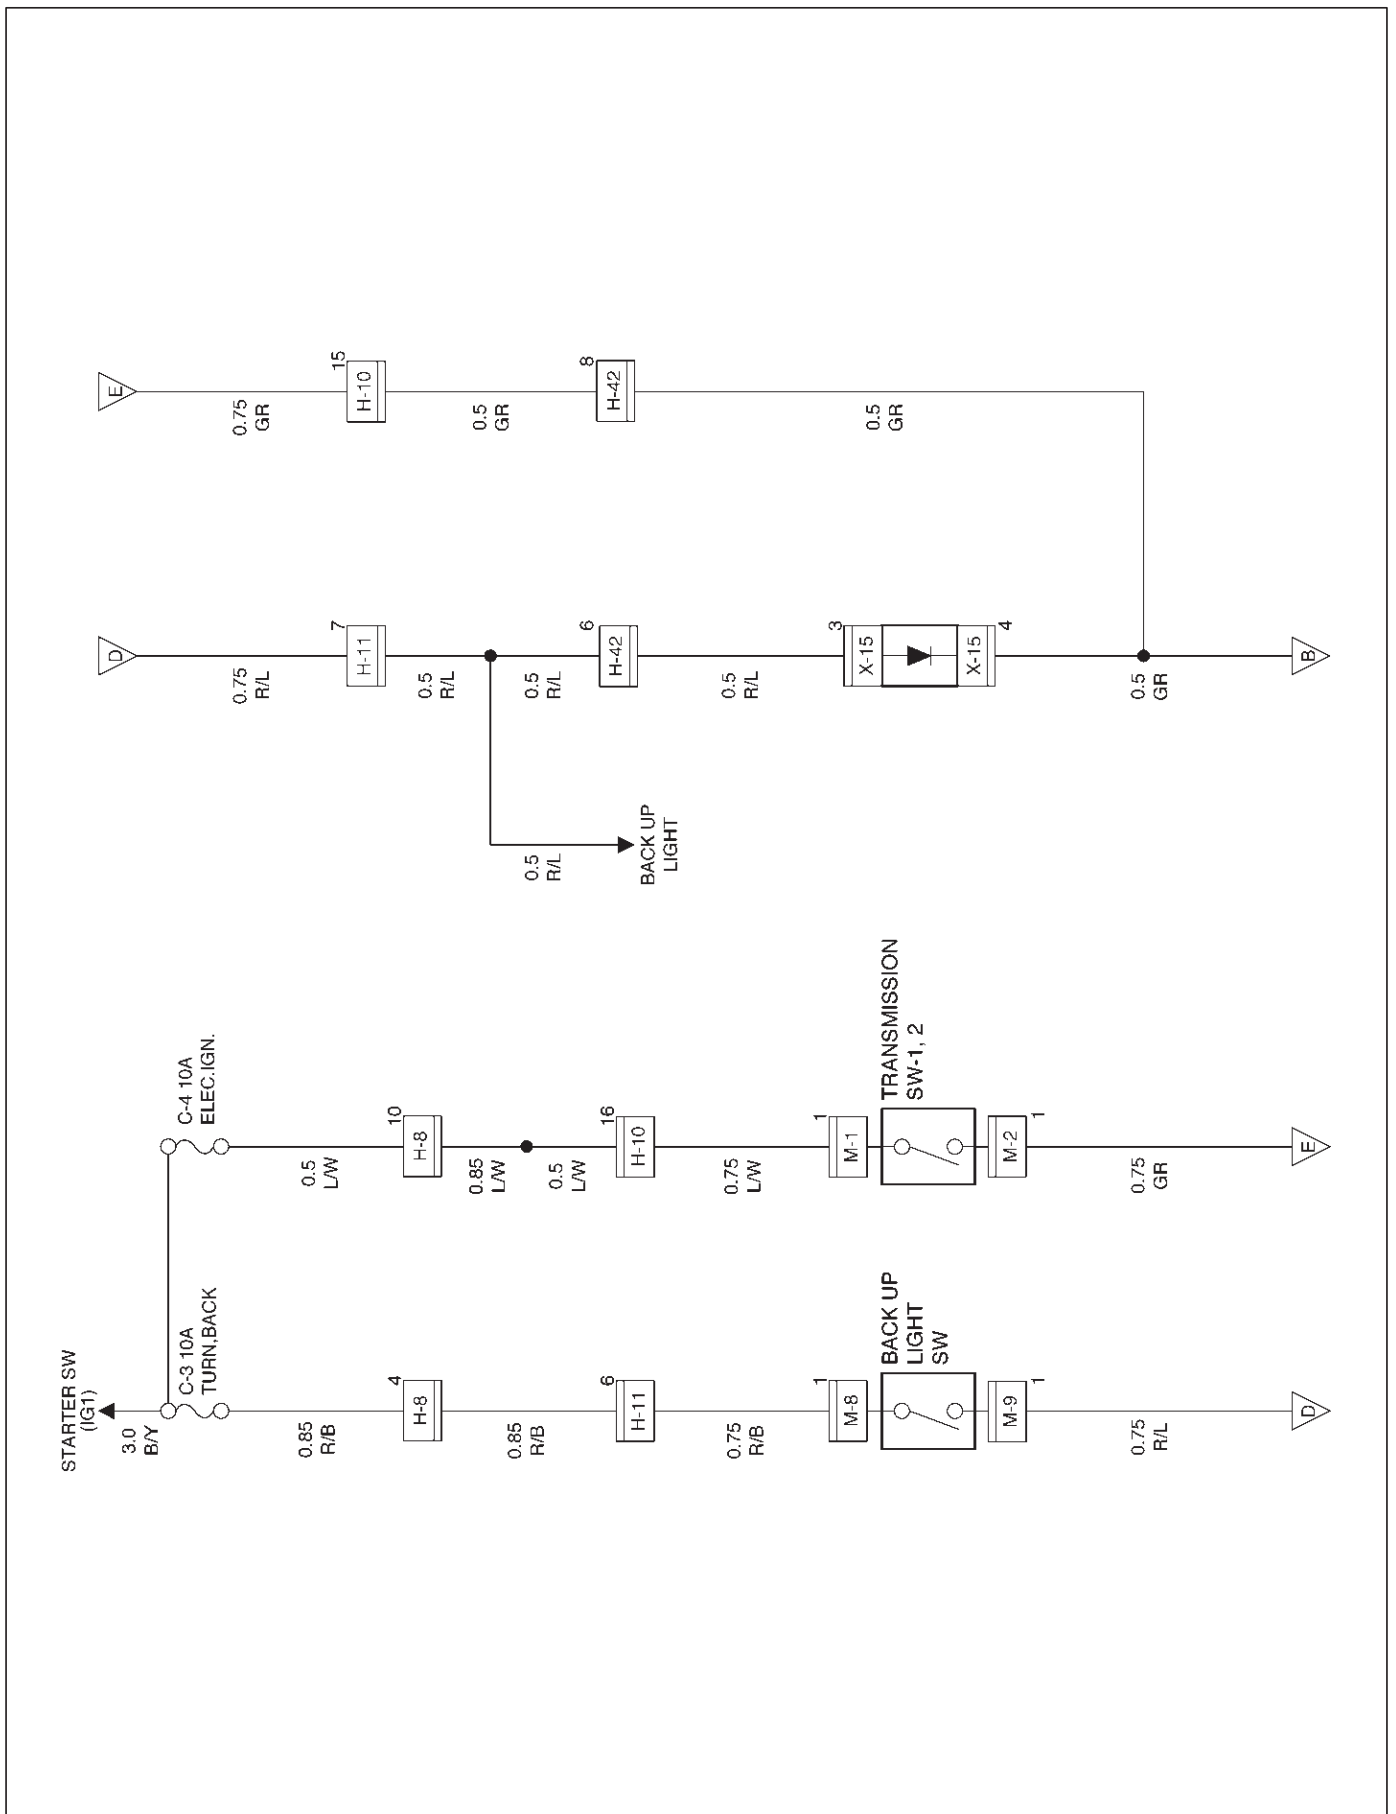 STARTER SW
(IG1)
3.0
B/Y
C-3 10A
TURN,BACK
0.85
R/B
4
H-8
0.85
R/B
6
H-11
0.75
R/B
1
M-8
BACK UP
LIGHT
SW
M-9
1
0.75
R/L
D
C-4 10A
ELEC.IGN.
0.5
L/W
10
H-8
0.85
L/W
0.5
L/W
16
H-10
0.75
L/W
1
M-1
TRANSMISSION
SW-1, 2
M-2
1
0.75
GR
E
D
0.75
R/L
7
H-11
0.5
R/L
0.5
R/L
BACK UP
LIGHT
0.5
R/L
6
H-42
0.5
R/L
3
X-15
X-15
4
0.5
GR
B
E
0.75
GR
15
H-10
0.5
GR
8
H-42
0.5
GR